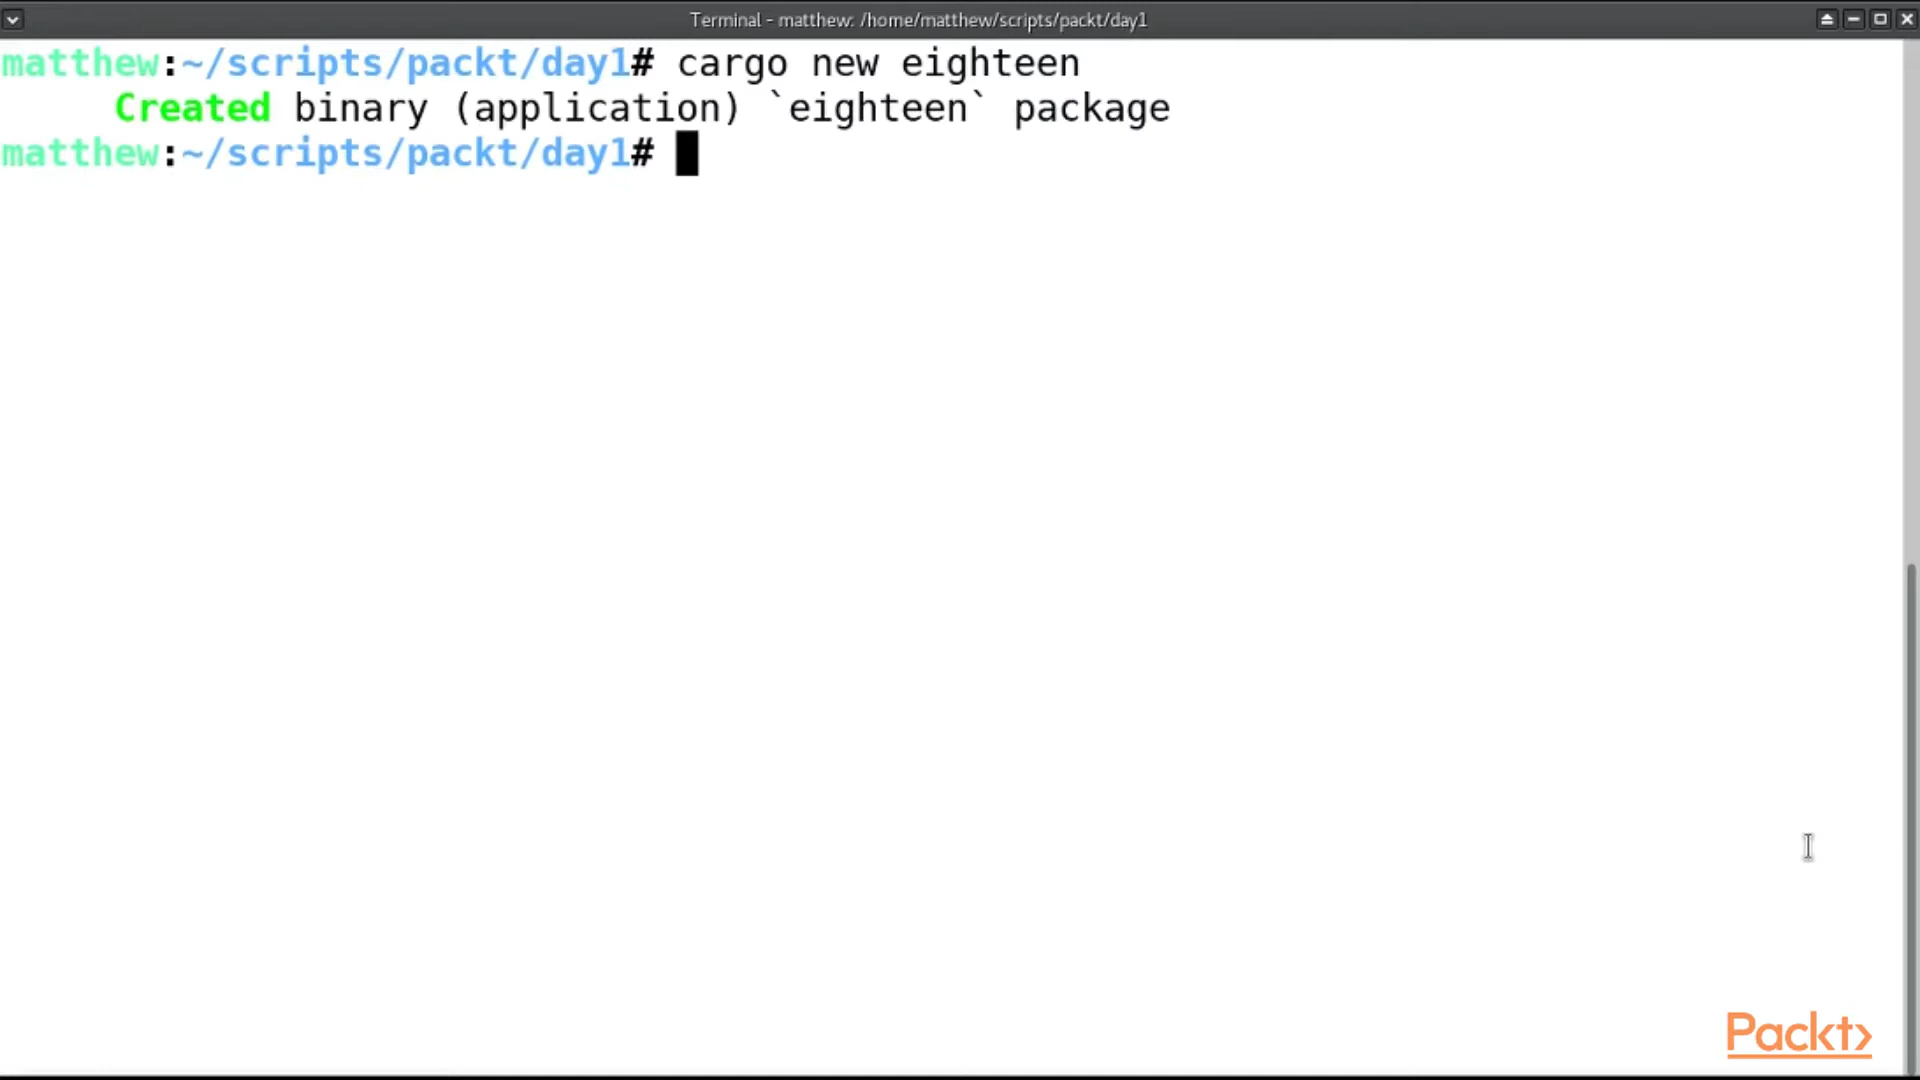 Terminal - matthew: /home/matthew/scripts/packt/day1
matthew:~/scripts/packt/day1# cargo new eighteen
     Created binary (application) `eighteen` package
matthew:~/scripts/packt/day1#
Packt>